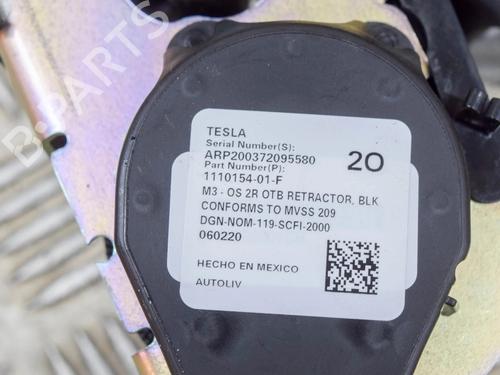 B-PARTS
TESLA
Serial Number(S):
ARP200372095580
20
Part Number(P):
1110154-01-F
M3 - OS 2R OTB RETRACTOR, BLK
CONFORMS TO MVSS 209
DGN-NOM-119-SCFI-2000
060220
HECHO EN MEXICO
AUTOLIV